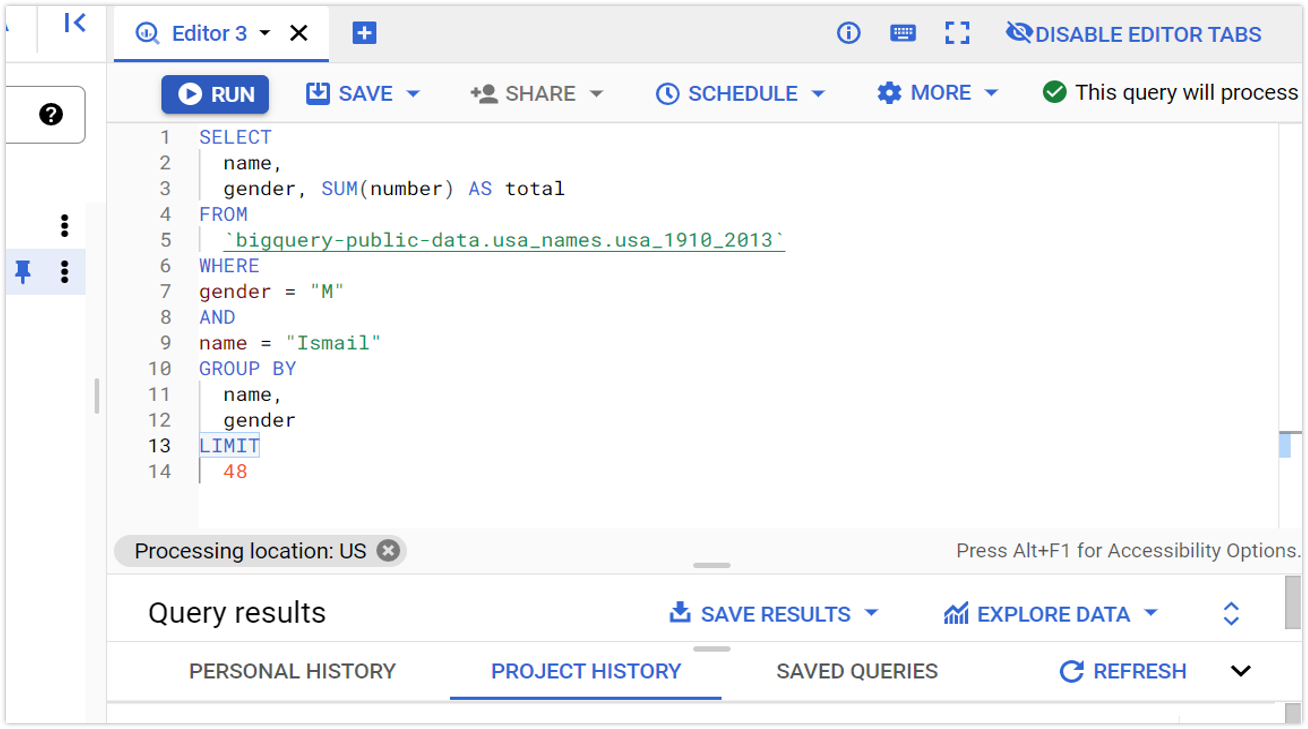 Editor 3
DISABLE EDITOR TABS
RUN SAVE SHARE SCHEDULE MORE This query will process
1 SELECT
2 name,
3 gender, SUM(number) AS total
4 FROM
5 `bigquery-public-data.usa_names.usa_1910_2013`
6 WHERE
7 gender = "M"
8 AND
9 name = "Ismail"
10 GROUP BY
11 name,
12 gender
13 LIMIT
14 48
Processing location: US
Press Alt+F1 for Accessibility Options.
Query results SAVE RESULTS EXPLORE DATA
PERSONAL HISTORY PROJECT HISTORY SAVED QUERIES REFRESH